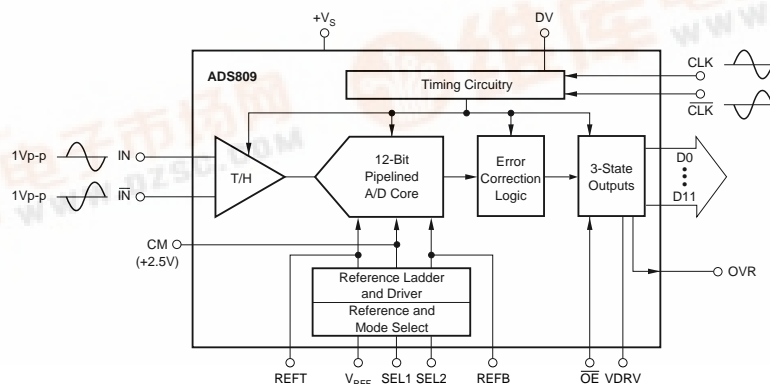 +VS
DV
ADS809
Timing Circuitry
CLK
CLK
1Vp-p
IN
1Vp-p
IN
T/H
12-Bit
Pipelined
A/D Core
Error
Correction
Logic
3-State
Outputs
D0
D11
CM
(+2.5V)
Reference Ladder
and Driver
Reference and
Mode Select
OVR
REFT
VREF
SEL1
SEL2
REFB
OE
VDRV